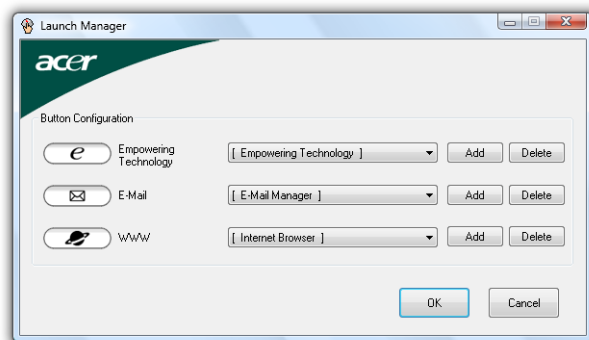 Launch Manager
acer
Button Configuration
e Empowering Technology [ Empowering Technology ] Add Delete
E-Mail [ E-Mail Manager ] Add Delete
WWW [ Internet Browser ] Add Delete
OK Cancel